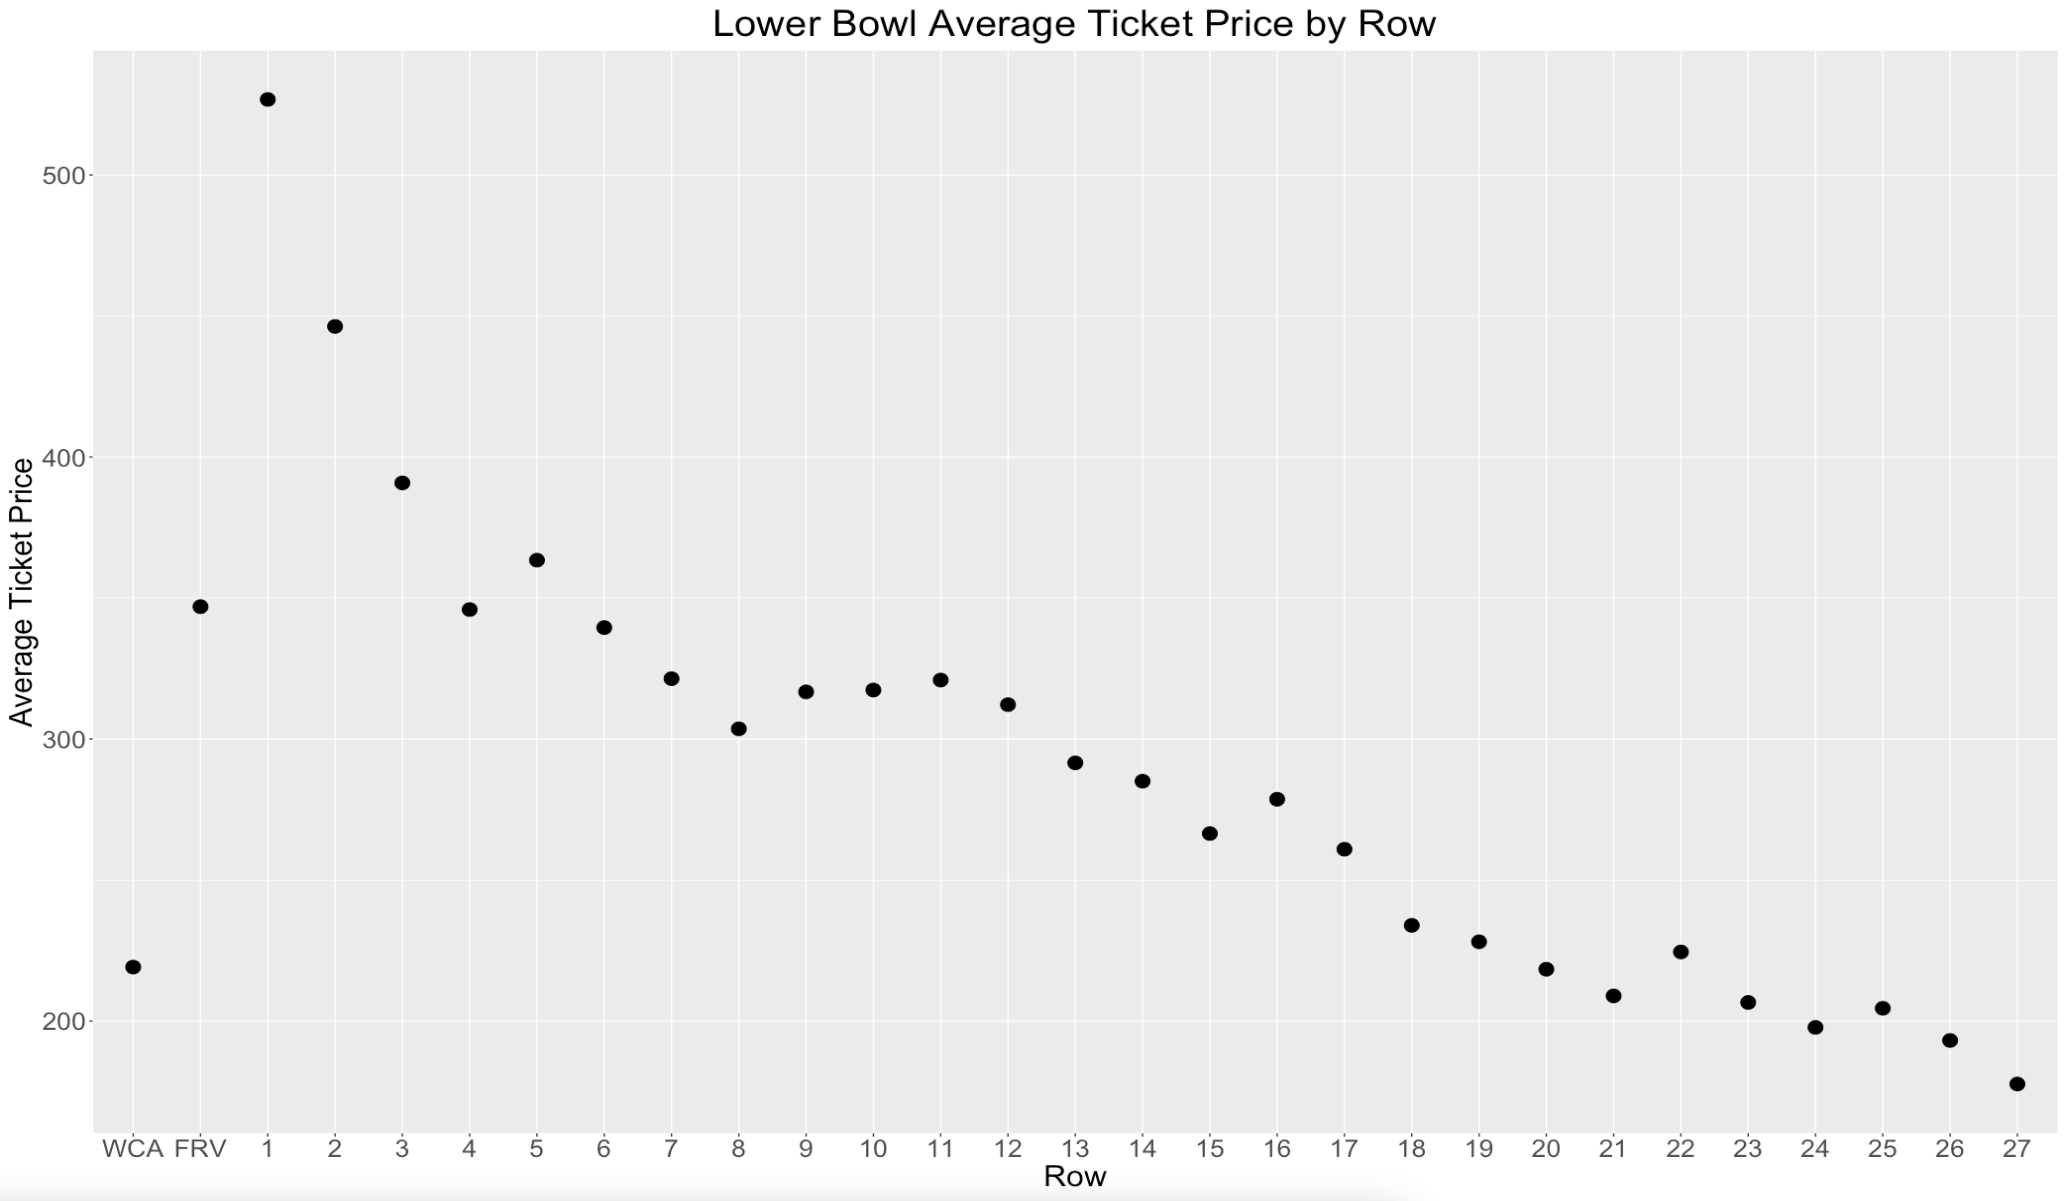 Lower Bowl Average Ticket Price by Row
Average Ticket Price
500
400
300
200
WCA FRV 1 2 3 4 5 6 7 8 9 10 11 12 13 14 15 16 17 18 19 20 21 22 23 24 25 26 27
Row